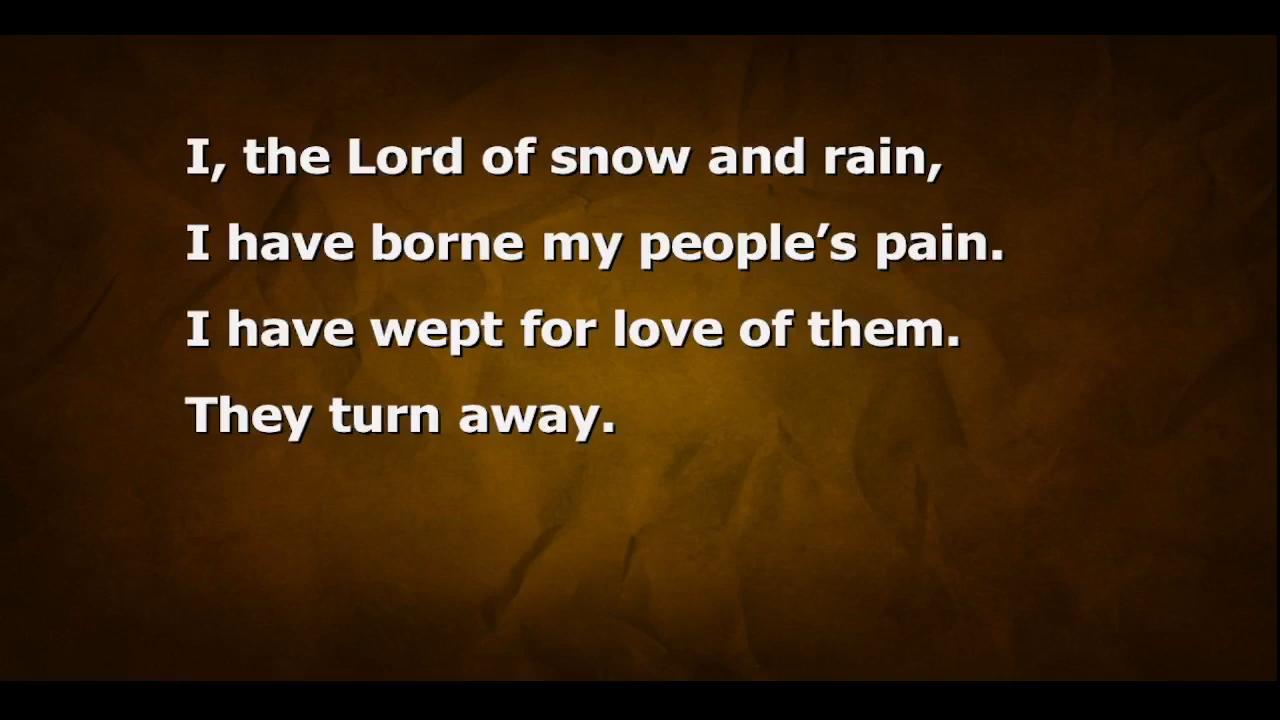 I, the Lord of snow and rain,
I have borne my people’s pain.
I have wept for love of them.
They turn away.